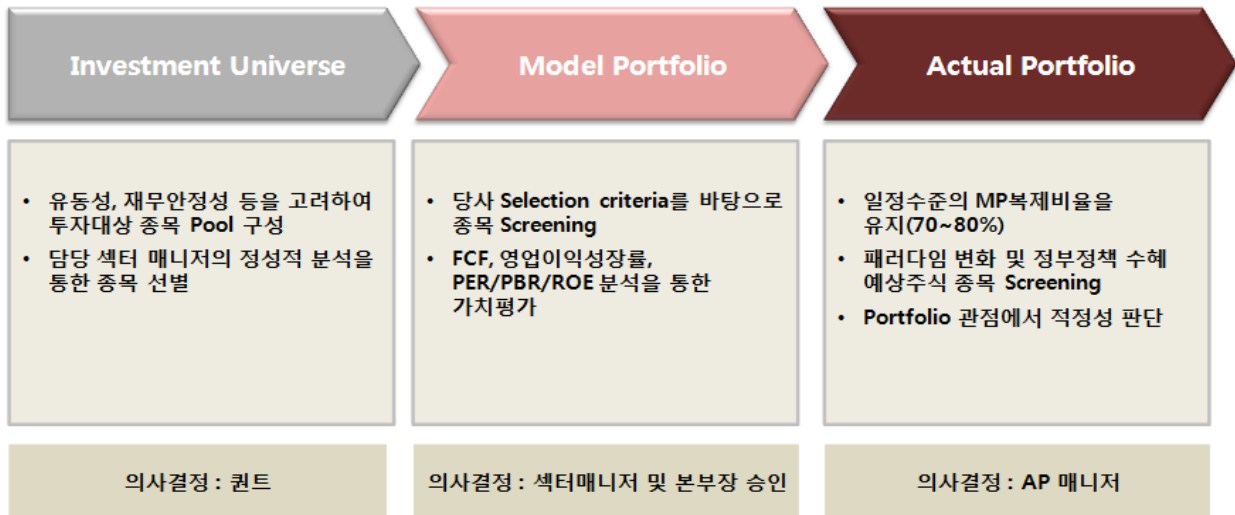 Investment Universe
Model Portfolio
Actual Portfolio
• 유동성, 재무안정성 등을 고려하여
투자대상 종목 Pool 구성
• 담당 섹터 매니저의 정성적 분석을
통한 종목 선별
• 당사 Selection criteria를 바탕으로
종목 Screening
• FCF, 영업이익성장률,
PER/PBR/ROE 분석을 통한
가치평가
• 일정수준의 MP복제비율을
유지(70~80%)
• 패러다임 변화 및 정부정책 수혜
예상주식 종목 Screening
• Portfolio 관점에서 적정성 판단
의사결정 : 퀀트
의사결정 : 섹터매니저 및 본부장 승인
의사결정 : AP 매니저